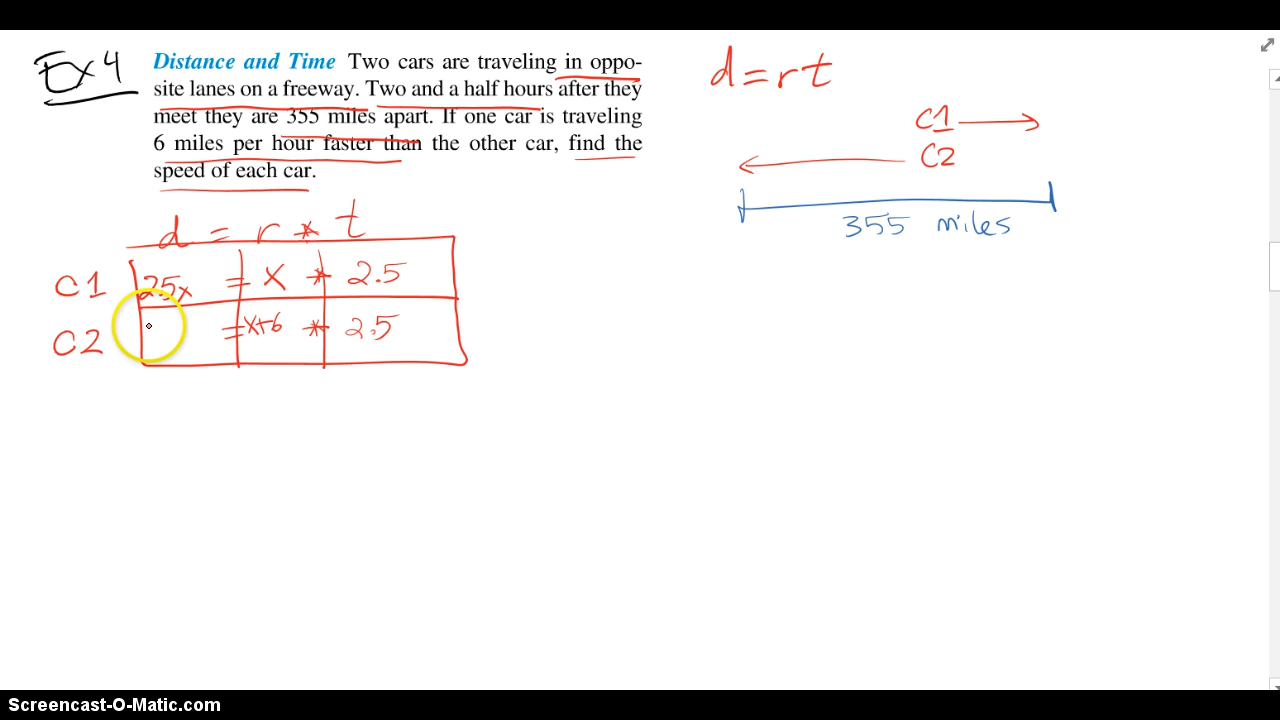 Ex 4
Distance and Time Two cars are traveling in oppo-
site lanes on a freeway. Two and a half hours after they
meet they are 355 miles apart. If one car is traveling
6 miles per hour faster than the other car, find the
speed of each car.
d = r t
C1
C2
355 miles
d = r * t
C1 2.5x = x * 2.5
C2 = x+6 * 2.5
Screencast-O-Matic.com